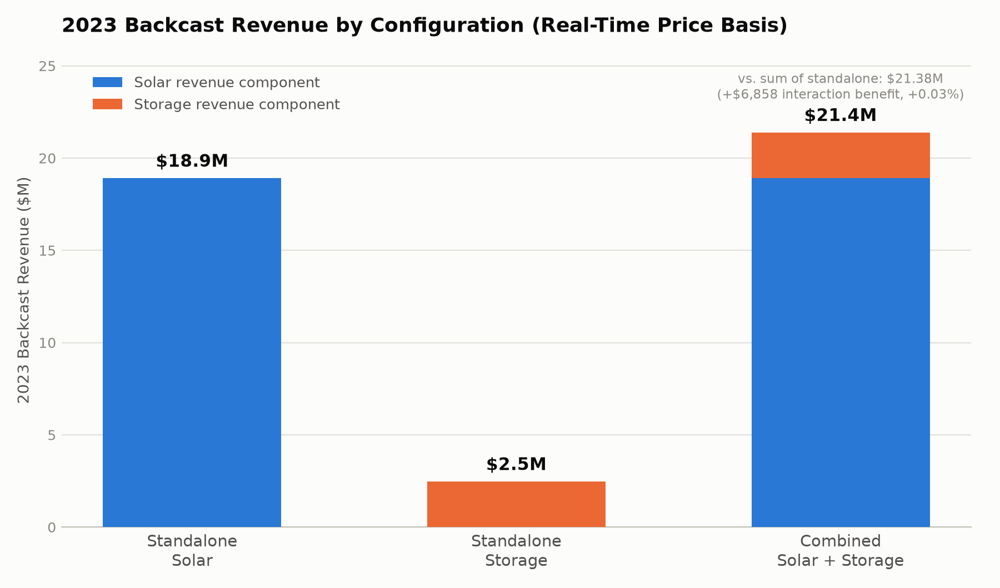 2023 Backcast Revenue by Configuration (Real-Time Price Basis)
2023 Backcast Revenue ($M)
25
20
15
10
5
0
Solar revenue component
Storage revenue component
vs. sum of standalone: $21.38M
(+$6,858 interaction benefit, +0.03%)
$18.9M
$2.5M
$21.4M
Standalone
Solar
Standalone
Storage
Combined
Solar + Storage